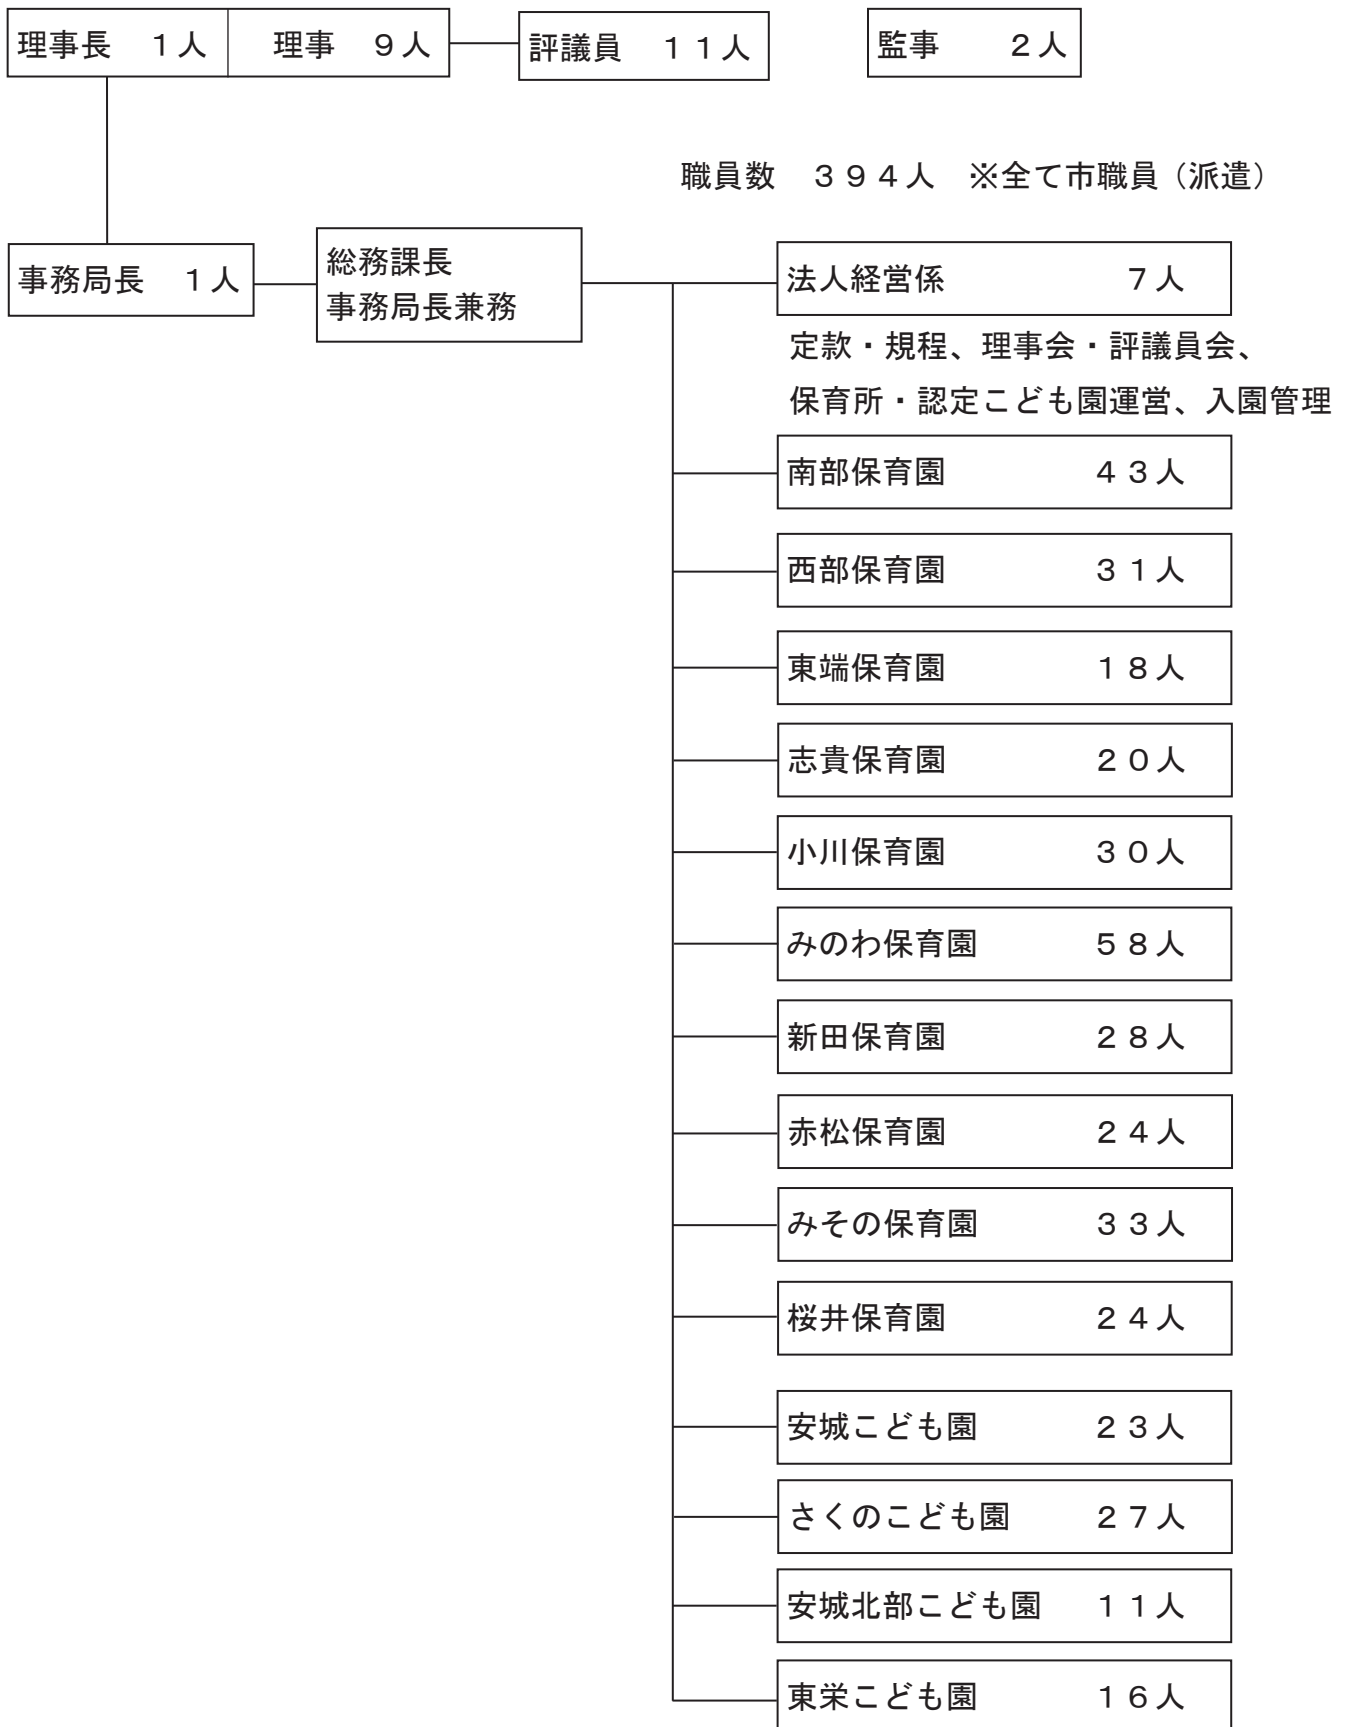 理事長　１人　理事　９人　評議員　１１人　監事　２人
職員数　３９４人　※全て市職員（派遣）
事務局長　１人
総務課長
事務局長兼務
法人経営係　７人
定款・規程、理事会・評議員会、
保育所・認定こども園運営、入園管理
南部保育園　４３人
西部保育園　３１人
東端保育園　１８人
志貴保育園　２０人
小川保育園　３０人
みのわ保育園　５８人
新田保育園　２８人
赤松保育園　２４人
みその保育園　３３人
桜井保育園　２４人
安城こども園　２３人
さくのこども園　２７人
安城北部こども園　１１人
東栄こども園　１６人